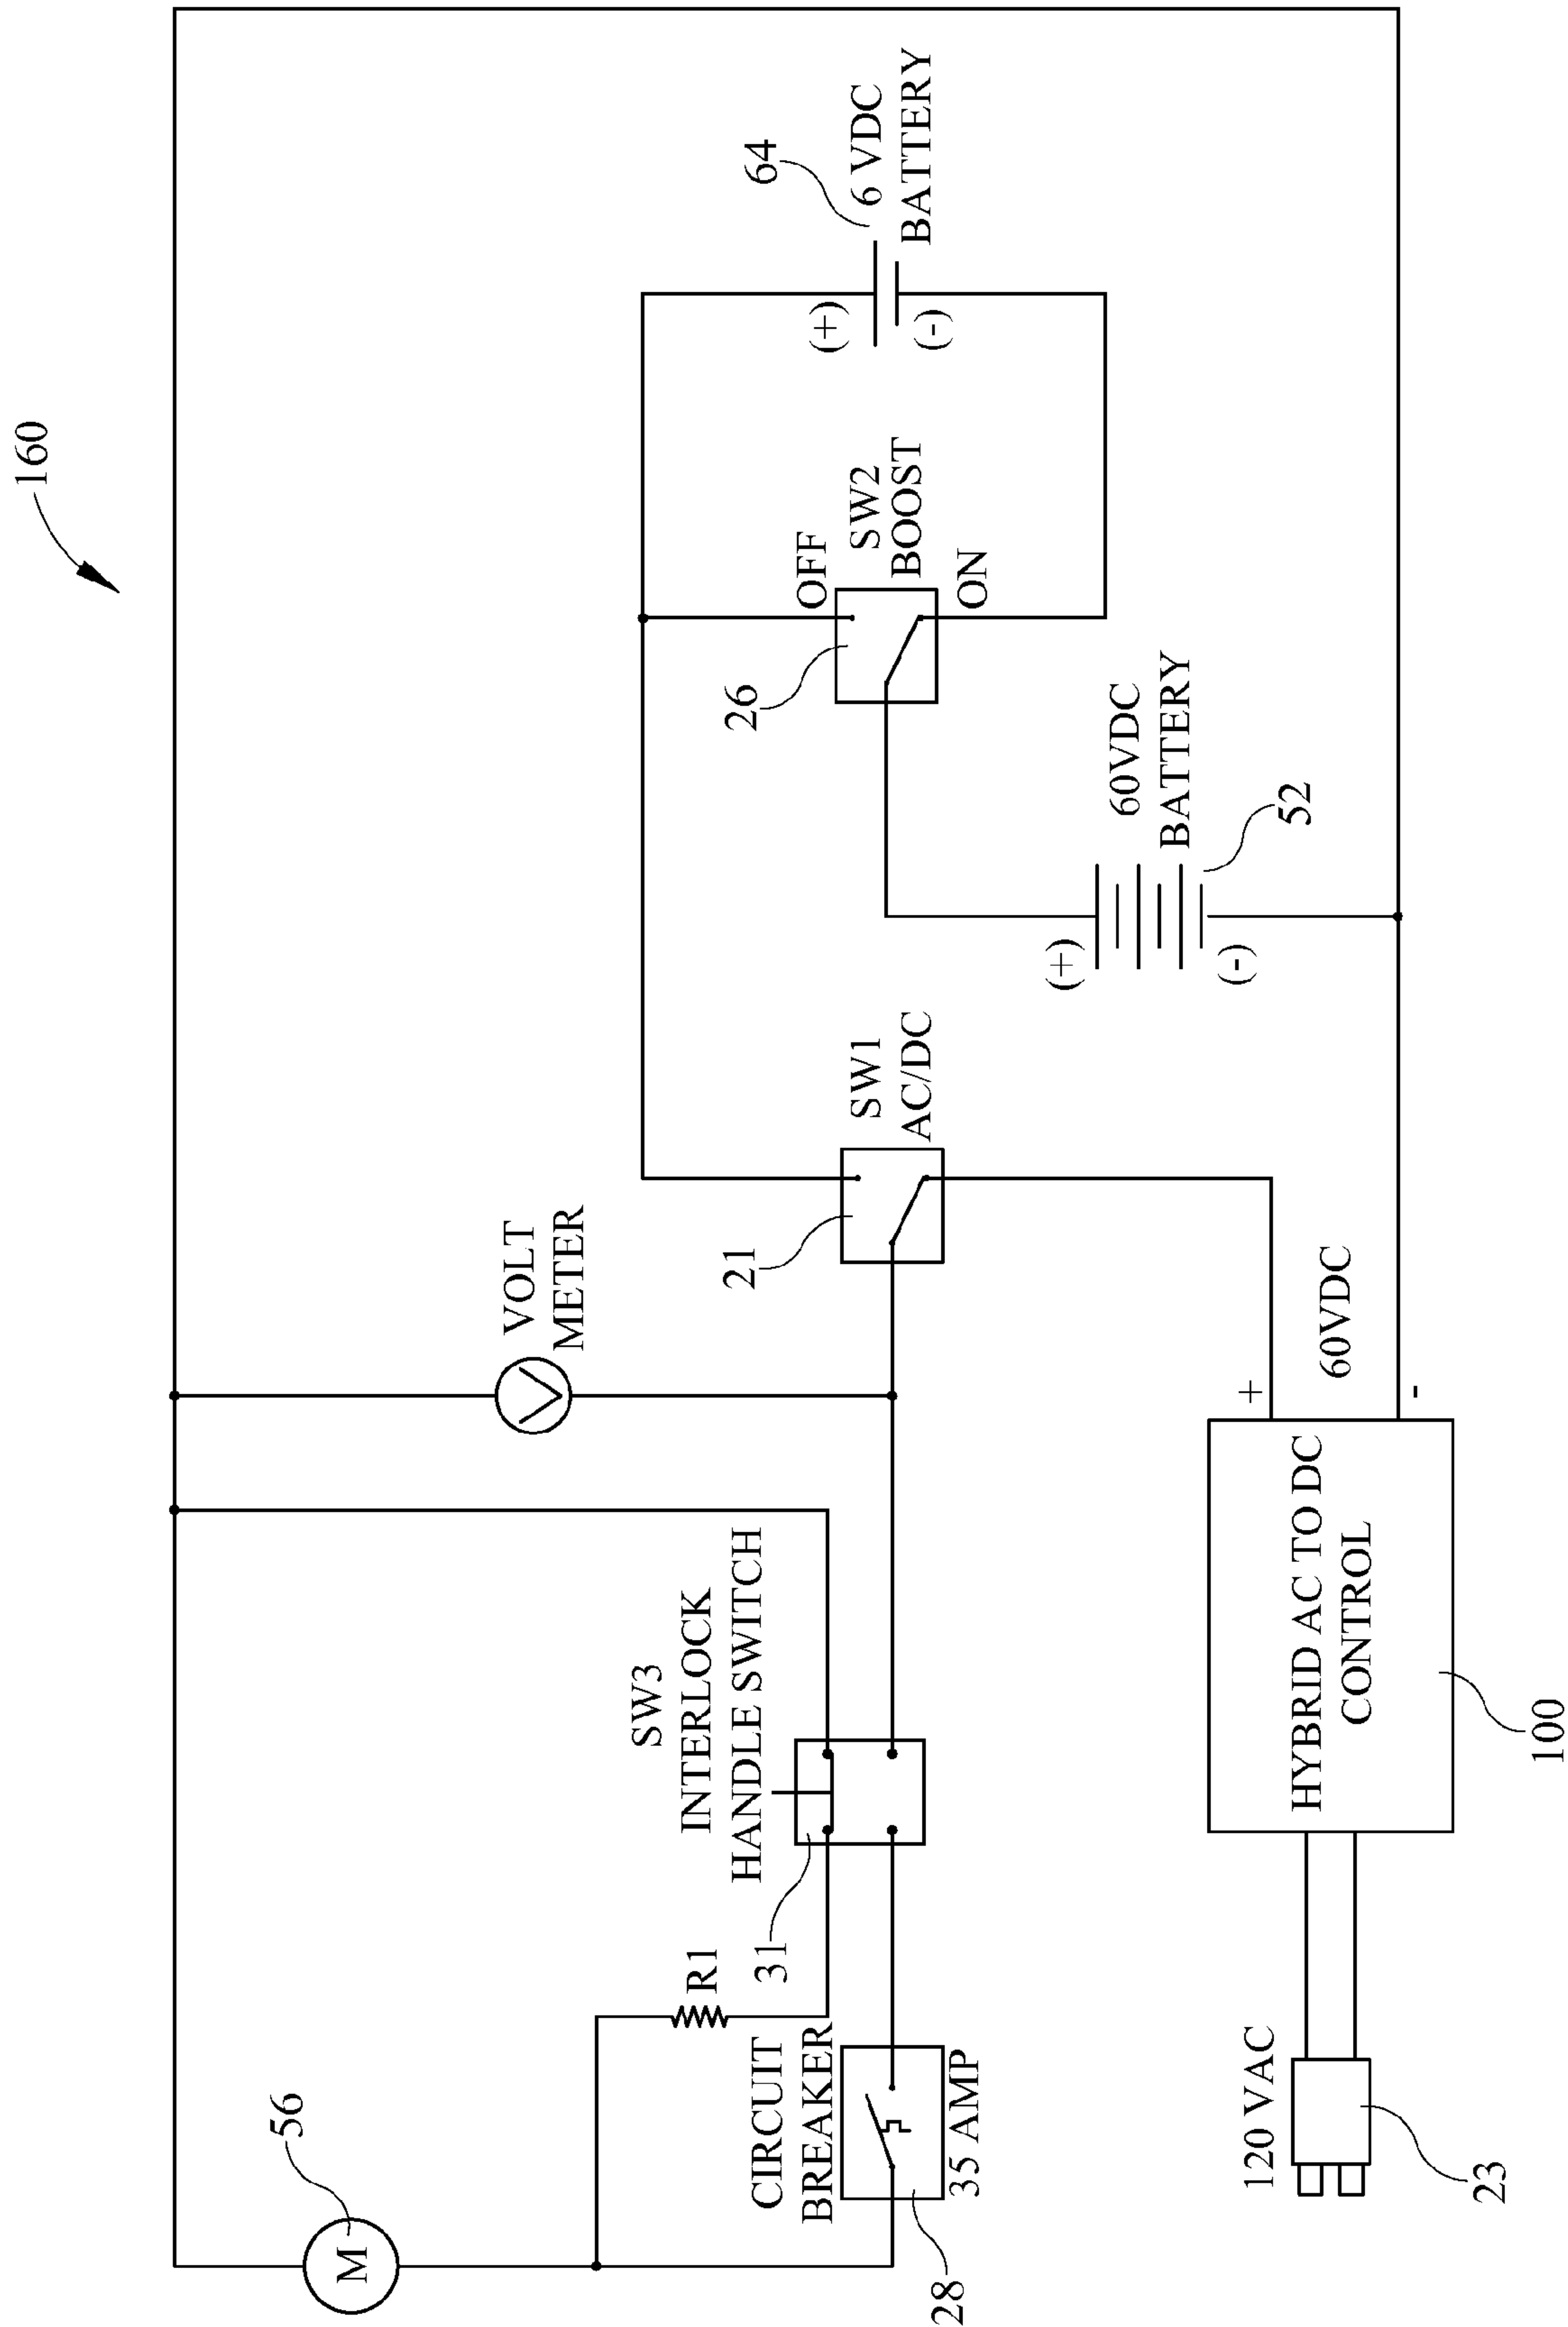 160
56
M
VOLT
METER
R1
31
SW3
INTERLOCK
HANDLE SWITCH
CIRCUIT
BREAKER
35 AMP
28
21
SW1
AC/DC
26
OFF
SW2
BOOST
ON
64
(+)
(-)
6 VDC
BATTERY
(+)
(-)
60VDC
BATTERY
52
120 VAC
23
HYBRID AC TO DC
CONTROL
100
+
60VDC
-